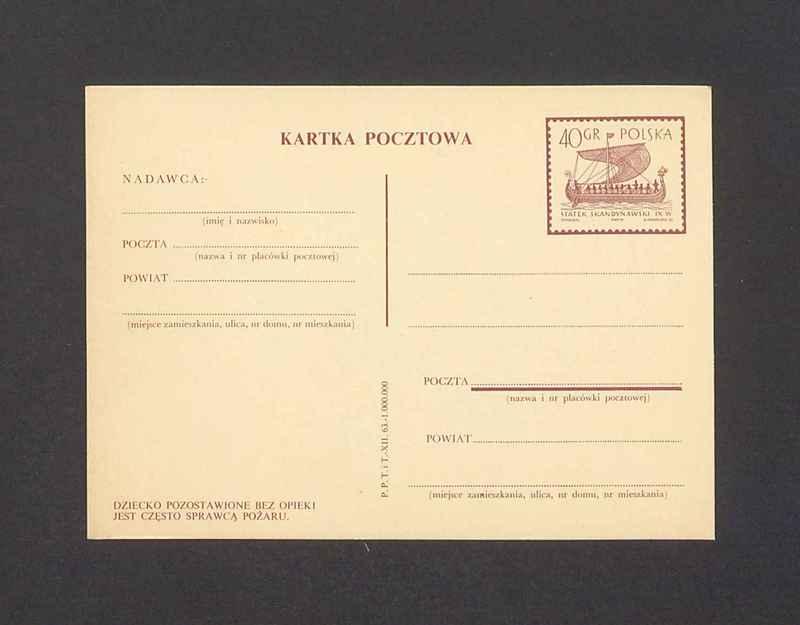 KARTKA POCZTOWA
40 GR POLSKA
STATEK SKANDYNAWSKI IX W
NADAWCA:-
(imię i nazwisko)
POCZTA
(nazwa i nr placówki pocztowej)
POWIAT
(miejsce zamieszkania, ulica, nr domu, nr mieszkania)
DZIECKO POZOSTAWIONE BEZ OPIEKI
JEST CZĘSTO SPRAWCĄ POŻARU.
P.P.T. i T.-XII. 63.-1.000.000
POCZTA
(nazwa i nr placówki pocztowej)
POWIAT
(miejsce zamieszkania, ulica, nr domu, nr mieszkania)